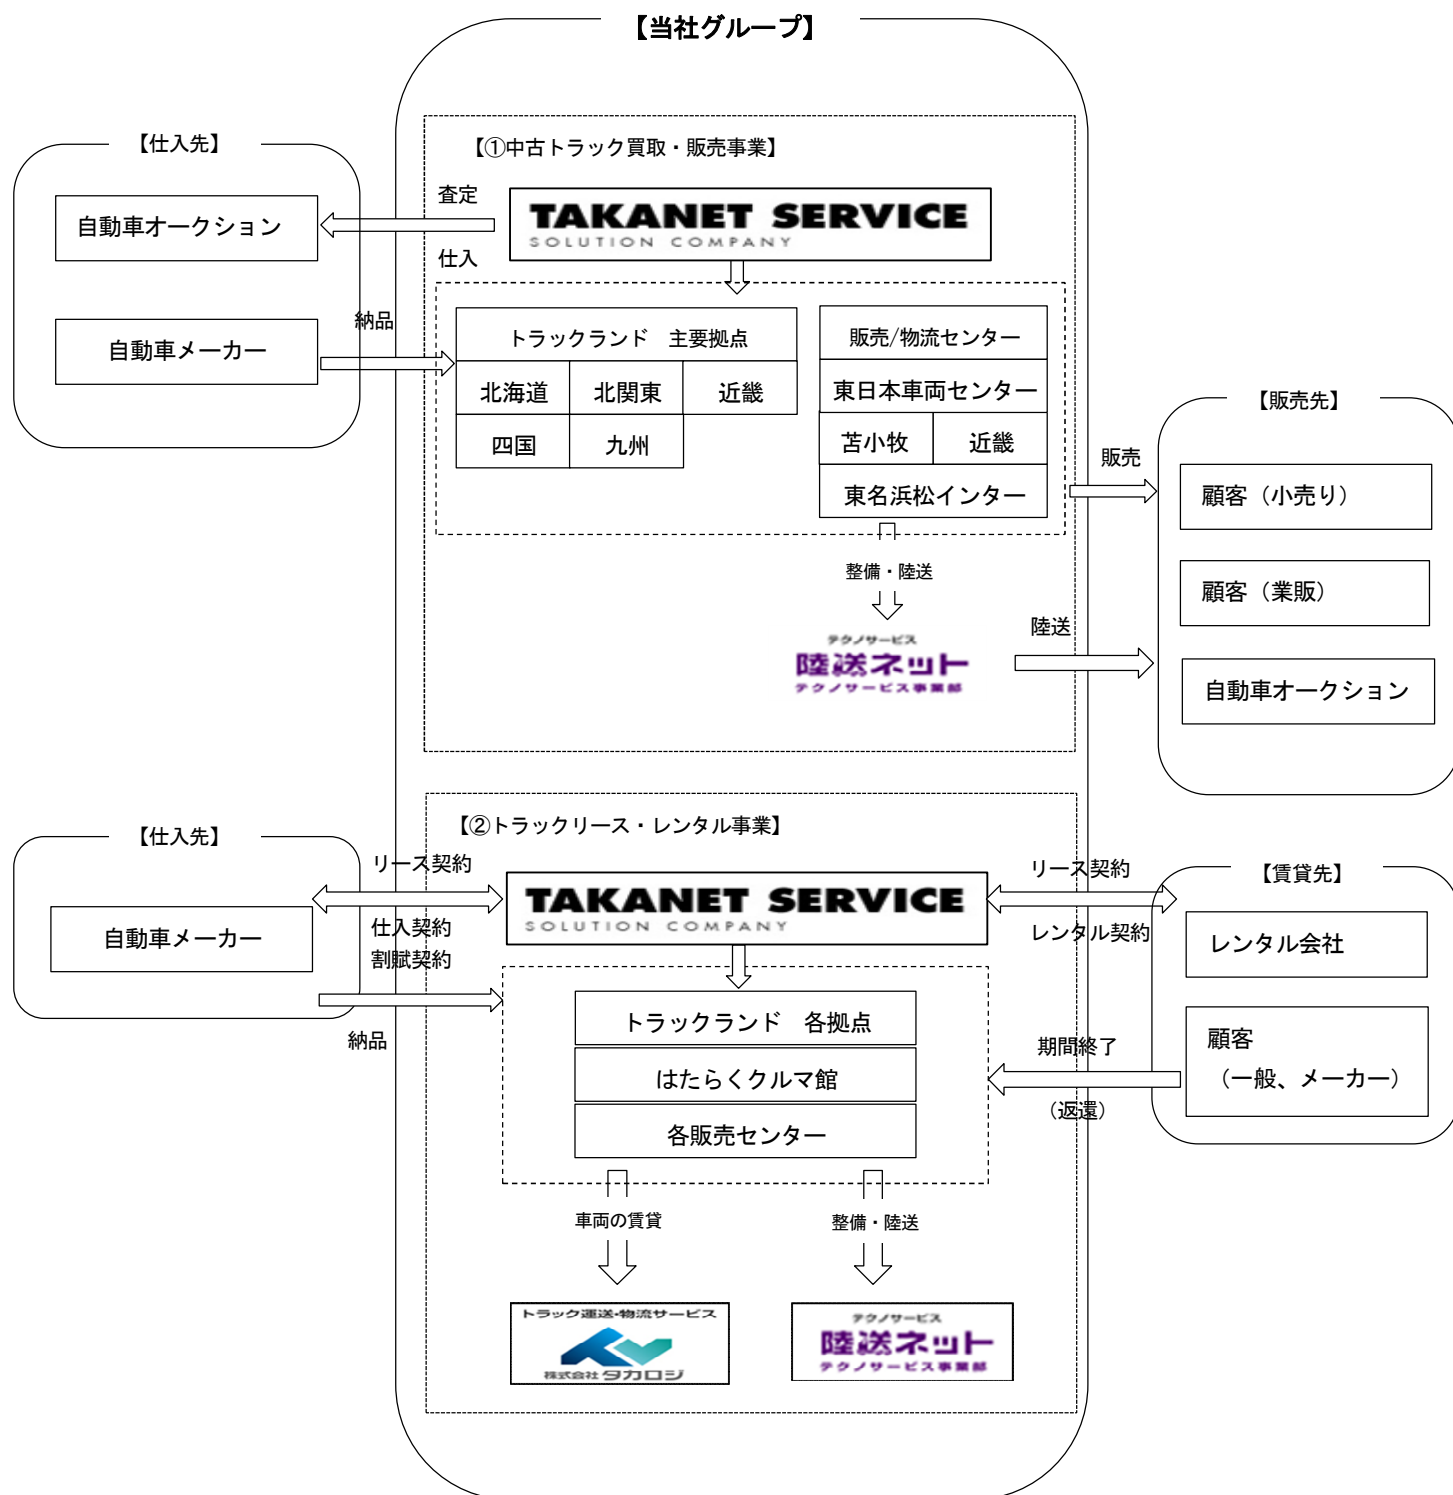 【当社グループ】
【仕入先】
自動車オークション
自動車メーカー
【①中古トラック買取・販売事業】
査定
仕入
納品
TAKANET SERVICE
SOLUTION COMPANY
トラックランド　主要拠点
北海道
北関東
近畿
四国
九州
販売/物流センター
東日本車両センター
苫小牧
近畿
東名浜松インター
整備・陸送
テクノサービス
陸送ネット
テクノサービス事業部
販売
陸送
【販売先】
顧客（小売り）
顧客（業販）
自動車オークション
【仕入先】
自動車メーカー
リース契約
仕入契約
割賦契約
納品
【②トラックリース・レンタル事業】
TAKANET SERVICE
SOLUTION COMPANY
トラックランド　各拠点
はたらくクルマ館
各販売センター
車両の賃貸
整備・陸送
トラック運送・物流サービス
株式会社 タカロジ
テクノサービス
陸送ネット
テクノサービス事業部
リース契約
レンタル契約
期間終了
（返還）
【賃貸先】
レンタル会社
顧客
（一般、メーカー）